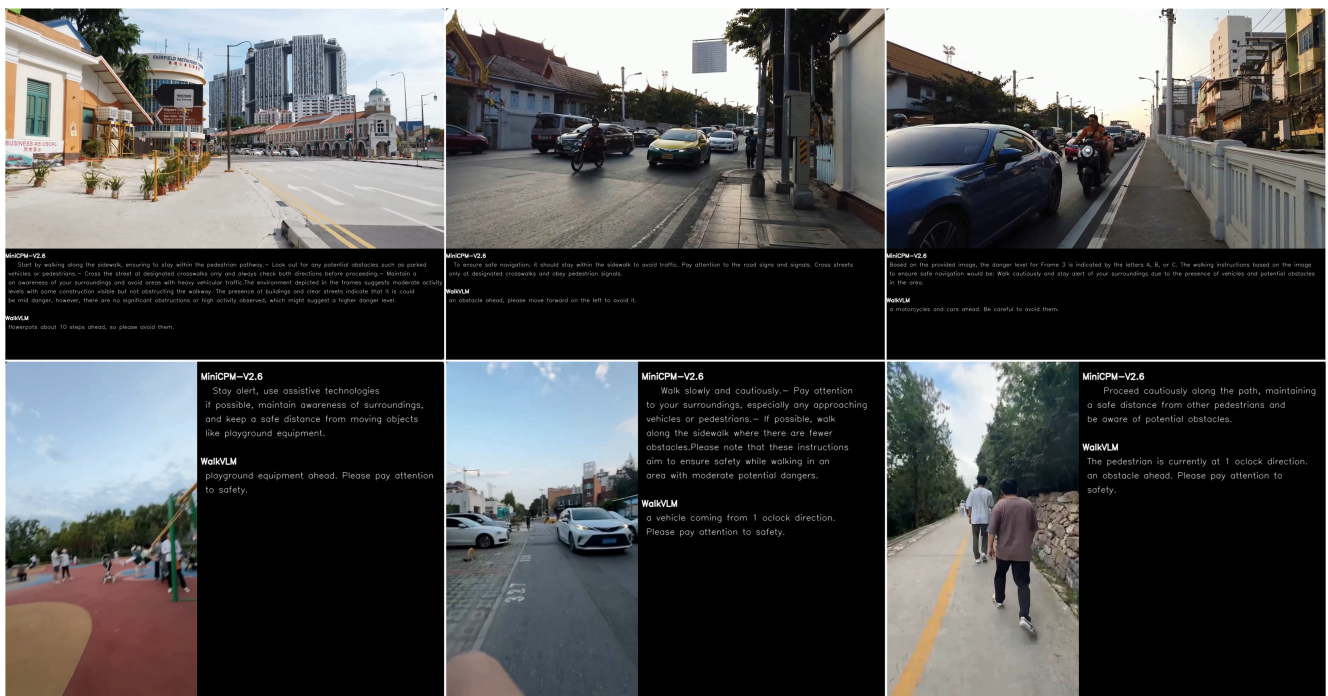 FAIRFIELD METHODIST
BUSINESS AS USUAL
MiniCPM-V2.6
Start by walking along the sidewalk, ensuring to stay within the pedestrian pathway.- Look out for any potential obstacles such as parked
vehicles or pedestrians.- Cross the street at designated crosswalks only and always check both directions before proceeding.- Maintain a
an awareness of your surroundings and avoid areas with heavy vehicular traffic.The environment depicted in the frames suggests moderate activity
levels with some construction visible but not obstructing the walkway. The presence of buildings and clear streets indicate that it is could
be mid danger, however, there are no significant obstructions or high activity observed, which might suggest a higher danger level.
WalkVLM
flowerpots about 10 steps ahead, so please avoid them.
MiniCPM-V2.6
To ensure safe navigation, it should stay within the sidewalk to avoid traffic. Pay attention to the road signs and signals. Cross streets
only at designated crosswalks and obey pedestrian signals.
WalkVLM
an obstacle ahead, please move forward on the left to avoid it.
MiniCPM-V2.6
Based on the provided image, the danger level for Frame 3 is indicated by the letters A, B, or C. The walking instructions based on the image
to ensure safe navigation would be: Walk cautiously and stay alert of your surroundings due to the presence of vehicles and potential obstacles
in the area.
WalkVLM
a motorcycles and cars ahead. Be careful to avoid them.
MiniCPM-V2.6
Stay alert, use assistive technologies
if possible, maintain awareness of surroundings,
and keep a safe distance from moving objects
like playground equipment.
WalkVLM
playground equipment ahead. Please pay attention
to safety.
MiniCPM-V2.6
Walk slowly and cautiously.- Pay attention
to your surroundings, especially any approaching
vehicles or pedestrians.- If possible, walk
along the sidewalk where there are fewer
obstacles.Please note that these instructions
aim to ensure safety while walking in an
area with moderate potential dangers.
WalkVLM
a vehicle coming from 1 oclock direction.
Please pay attention to safety.
327
MiniCPM-V2.6
Proceed cautiously along the path, maintaining
a safe distance from other pedestrians and
be aware of potential obstacles.
WalkVLM
The pedestrian is currently at 1 oclock direction.
an obstacle ahead. Please pay attention to
safety.